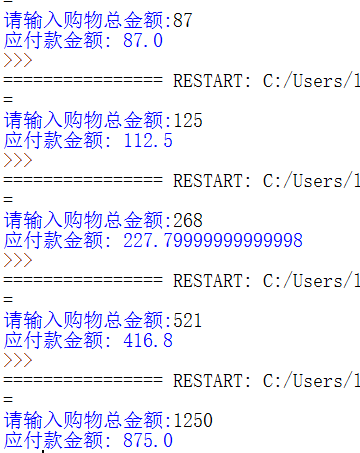 =
请输入购物总金额:87
应付款金额: 87.0
>>>
================ RESTART: C:/Users/1
=
请输入购物总金额:125
应付款金额: 112.5
>>>
================ RESTART: C:/Users/1
=
请输入购物总金额:268
应付款金额: 227.79999999999998
>>>
================ RESTART: C:/Users/1
=
请输入购物总金额:521
应付款金额: 416.8
>>>
================ RESTART: C:/Users/1
=
请输入购物总金额:1250
应付款金额: 875.0